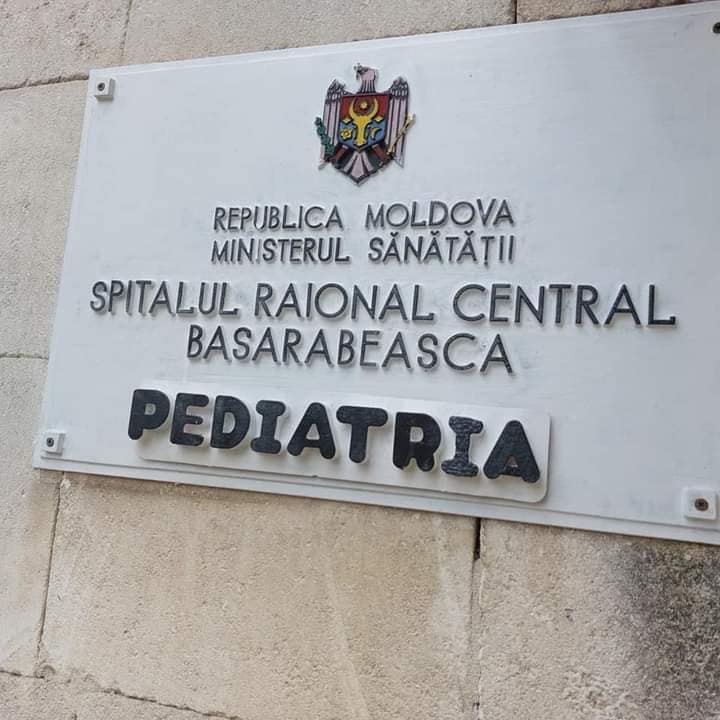 REPUBLICA MOLDOVA
MINISTERUL SĂNĂTĂȚII
SPITALUL RAIONAL CENTRAL
BASARABEASCA
PEDIATRIA